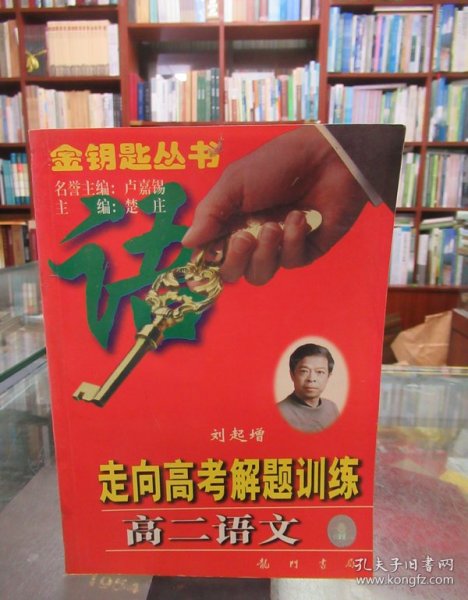 金钥匙丛书
名誉主编：卢嘉锡
主编：楚庄
语
刘起增
走向高考解题训练
高二语文
龍門書局
孔夫子旧书网
www.kongfz.com